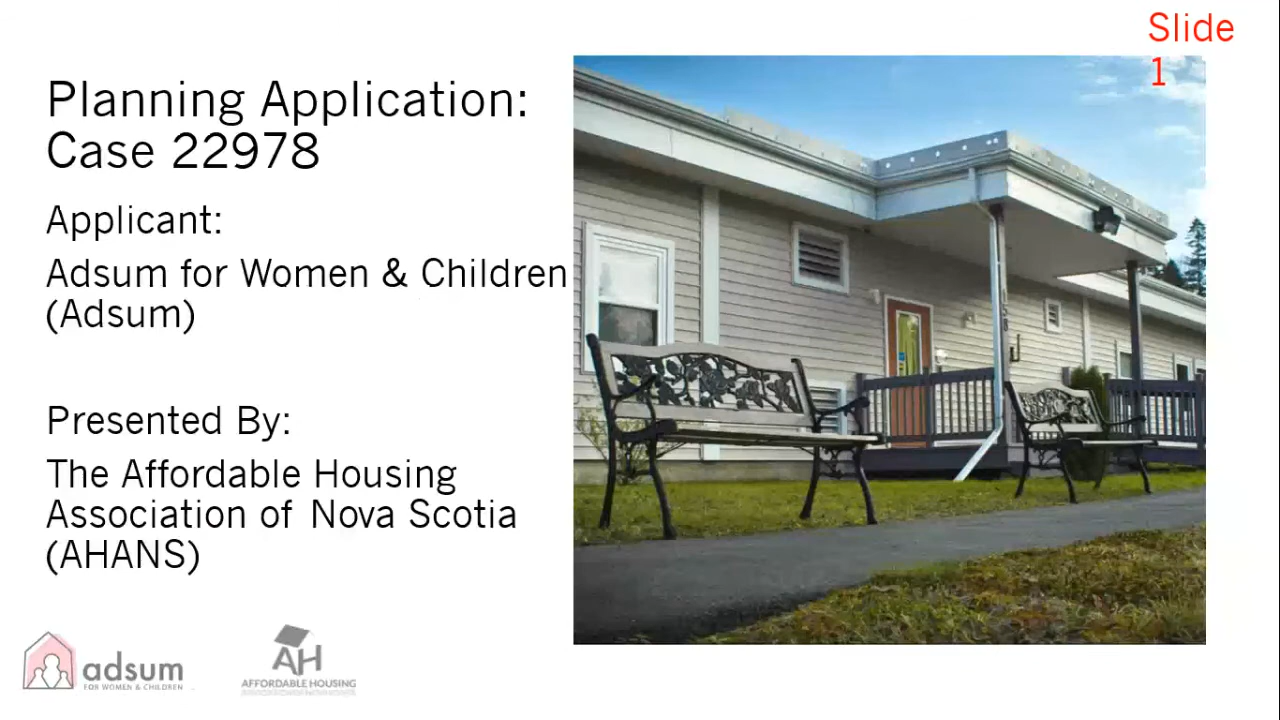 Slide
1
Planning Application:
Case 22978
Applicant:
Adsum for Women & Children
(Adsum)
Presented By:
The Affordable Housing
Association of Nova Scotia
(AHANS)
adsum
FOR WOMEN & CHILDREN
AH
AFFORDABLE HOUSING